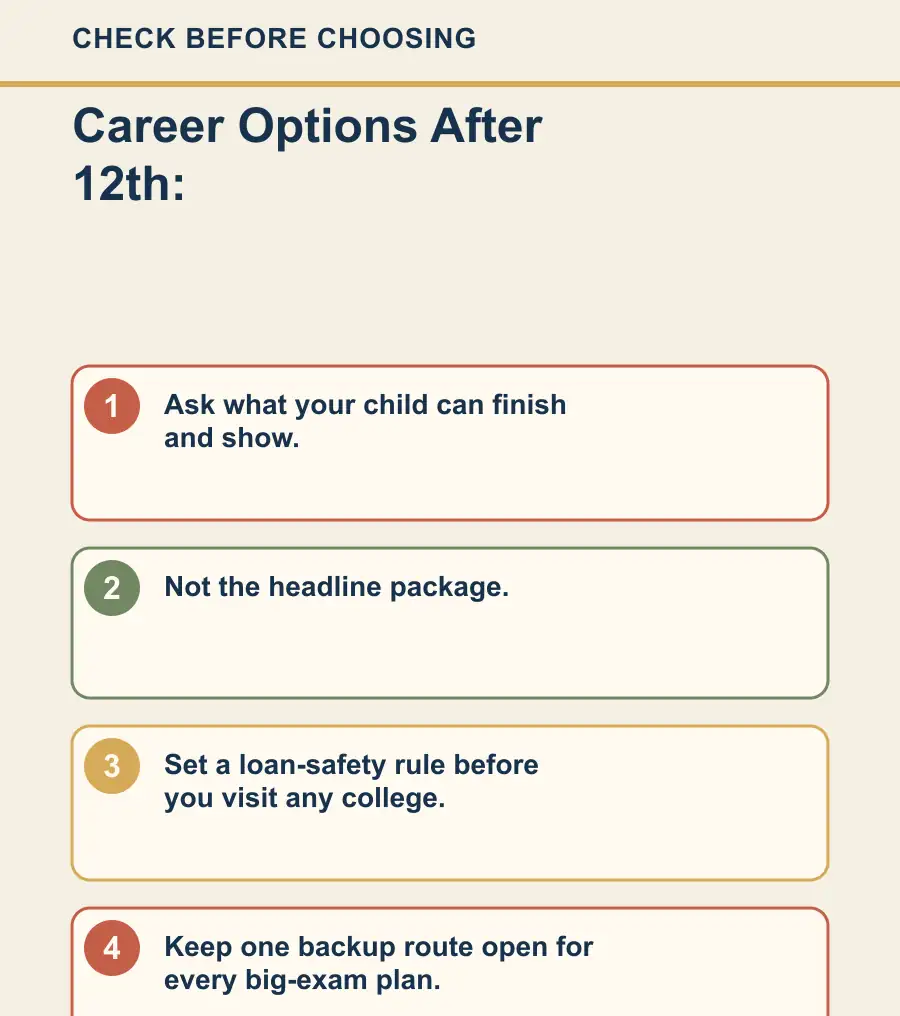 CHECK BEFORE CHOOSING
Career Options After
12th:
1
Ask what your child can finish
and show.
2
Not the headline package.
3
Set a loan-safety rule before
you visit any college.
4
Keep one backup route open for
every big-exam plan.